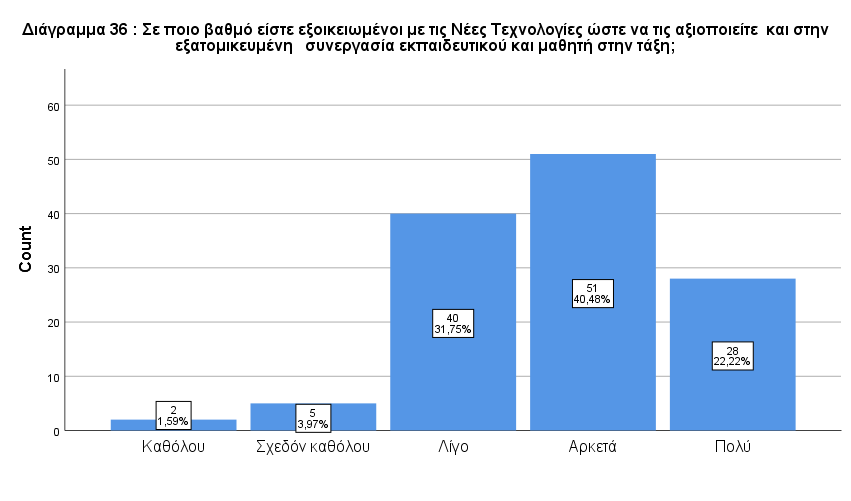 Διάγραμμα 36 : Σε ποιο βαθμό είστε εξοικειωμένοι με τις Νέες Τεχνολογίες ώστε να τις αξιοποιείτε και στην
εξατομικευμένη συνεργασία εκπαιδευτικού και μαθητή στην τάξη;
60
50
40
30
20
10
0
Count
2
1,59%
5
3,97%
40
31,75%
51
40,48%
28
22,22%
Καθόλου
Σχεδόν καθόλου
Λίγο
Αρκετά
Πολύ